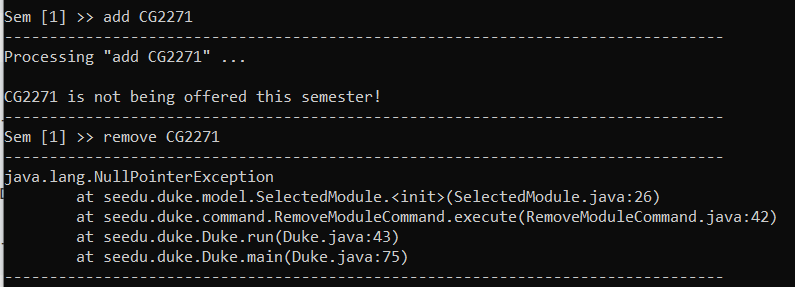 Sem [1] >> add CG2271
--------------------------------------------------------------------------------
Processing "add CG2271" ...
CG2271 is not being offered this semester!
--------------------------------------------------------------------------------
Sem [1] >> remove CG2271
--------------------------------------------------------------------------------
java.lang.NullPointerException
at seedu.duke.model.SelectedModule.<init>(SelectedModule.java:26)
at seedu.duke.command.RemoveModuleCommand.execute(RemoveModuleCommand.java:42)
at seedu.duke.Duke.run(Duke.java:43)
at seedu.duke.Duke.main(Duke.java:75)
--------------------------------------------------------------------------------